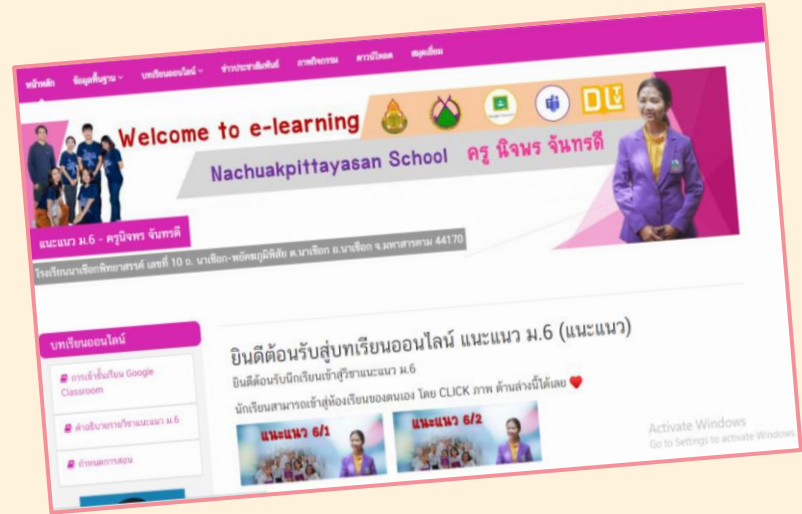 หน้าหลัก ข้อมูลพื้นฐาน บทเรียนออนไลน์ ข่าวประชาสัมพันธ์ ภาพกิจกรรม ดาวน์โหลด สมุดเยี่ยม
Welcome to e-learning
Nachuakpittayasan School ครู นิจพร จันทรดี
แนะแนว ม.6 - ครูนิจพร จันทรดี
โรงเรียนนาเชือกพิทยาสรรค์ เลขที่ 10 ถ. นาเชือก-พยัคฆภูมิพิสัย ต.นาเชือก อ.นาเชือก จ.มหาสารคาม 44170
บทเรียนออนไลน์
การเข้าชั้นเรียน Google
Classroom
คำอธิบายรายวิชาแนะแนว ม.6
กำหนดการสอน
ยินดีต้อนรับสู่บทเรียนออนไลน์ แนะแนว ม.6 (แนะแนว)
ยินดีต้อนรับนักเรียนเข้าสู่วิชาแนะแนว ม.6
นักเรียนสามารถเข้าสู่ห้องเรียนของตนเอง โดย CLICK ภาพ ด้านล่างนี้ได้เลย
แนะแนว 6/1
แนะแนว 6/2
Activate Windows
Go to Settings to activate Windows.